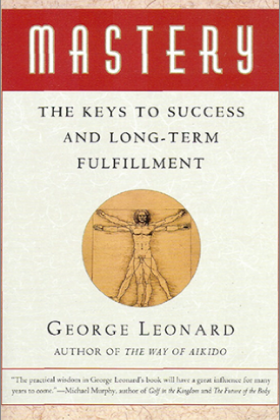 MASTERY
THE KEYS TO SUCCESS
AND LONG-TERM
FULFILLMENT
GEORGE LEONARD
AUTHOR OF THE WAY OF AIKIDO
"The practical wisdom in George Leonard's book will have a great influence for many
years to come."—Michael Murphy, author of Golf in the Kingdom and The Future of the Body